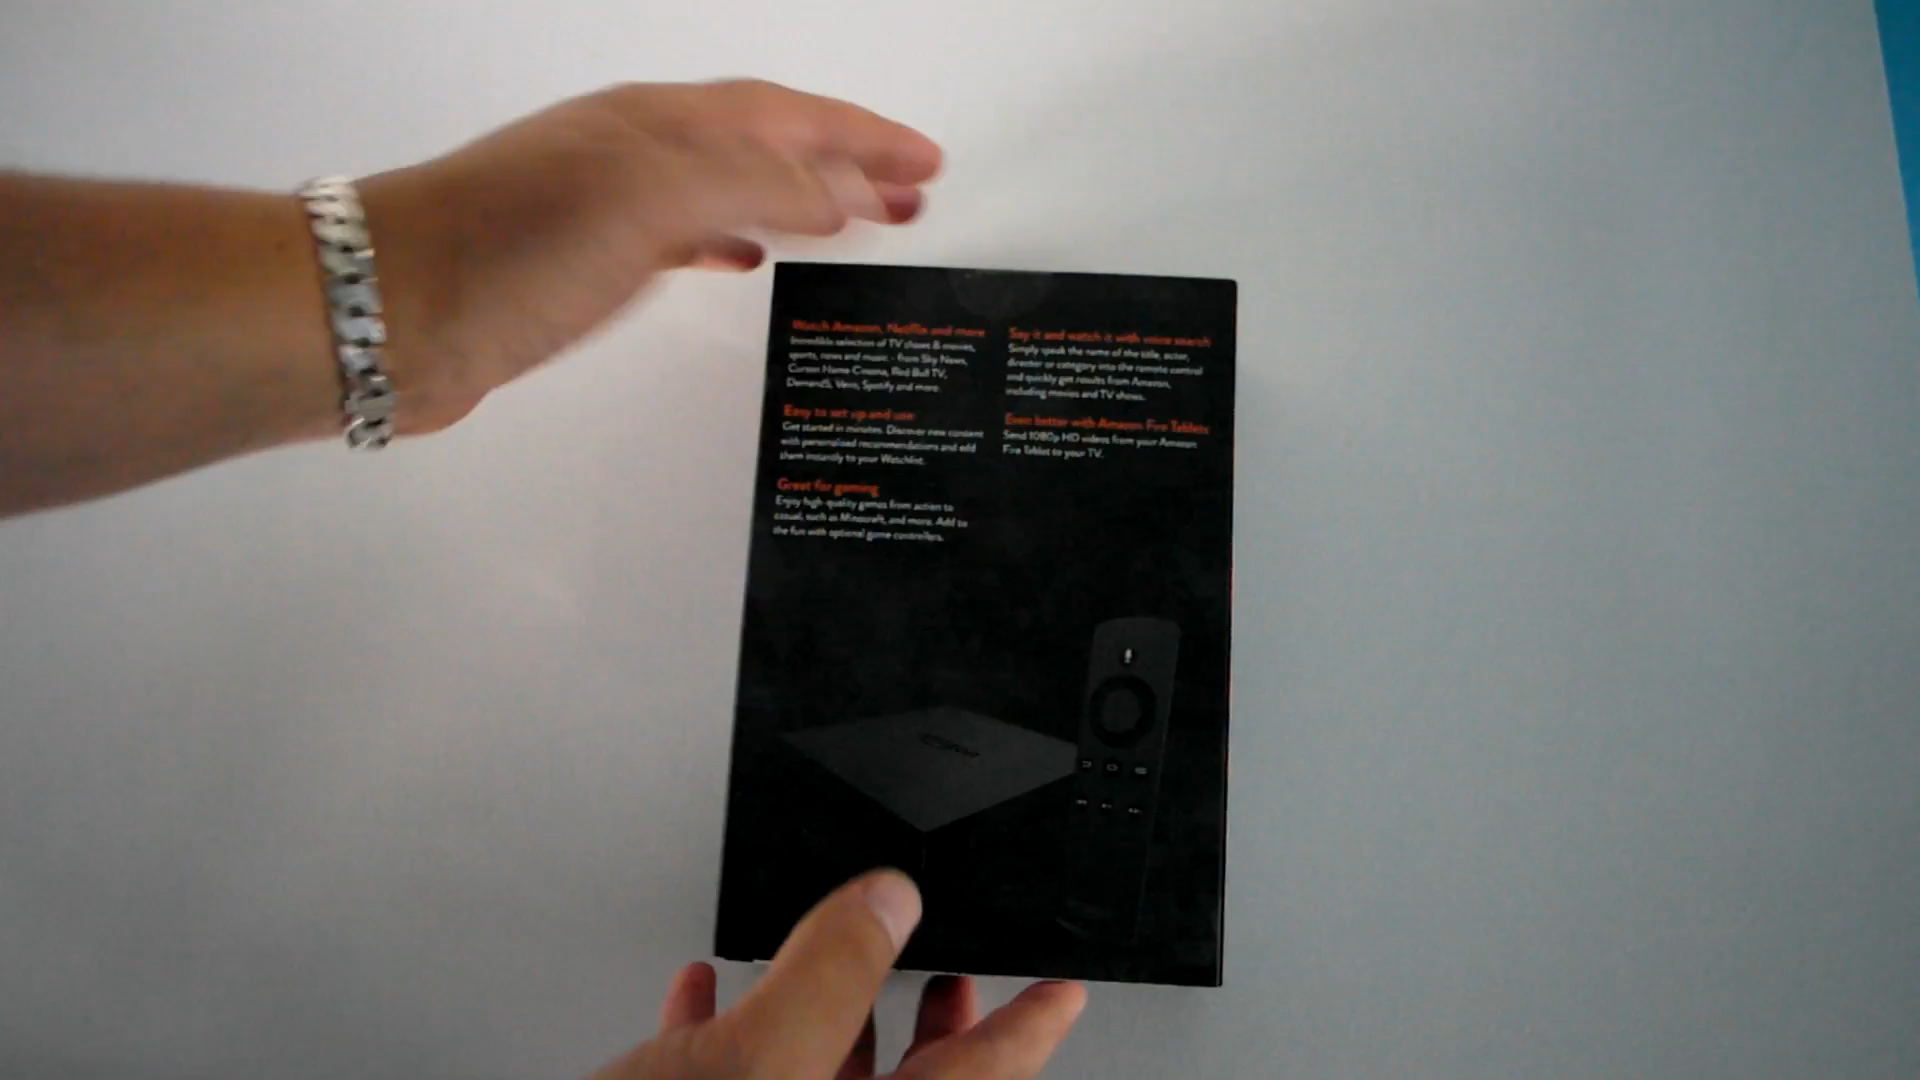 Watch Amazon, Netflix and more
Incredible selection of TV shows & movies,
sports, news and music - from Sky News,
Curzon Home Cinema, Red Bull TV,
Demand5, Vevo, Spotify and more.
Easy to set up and use
Get started in minutes. Discover new content
with personalised recommendations and add
them instantly to your Watchlist.
Great for gaming
Enjoy high-quality games from action to
casual, such as Minecraft, and more. Add to
the fun with optional game controllers.
Say it and watch it with voice search
Simply speak the name of the title, actor,
director or category into the remote control
and quickly get results from Amazon,
including movies and TV shows.
Even better with Amazon Fire Tablets
Send 1080p HD videos from your Amazon
Fire Tablet to your TV.
amazon